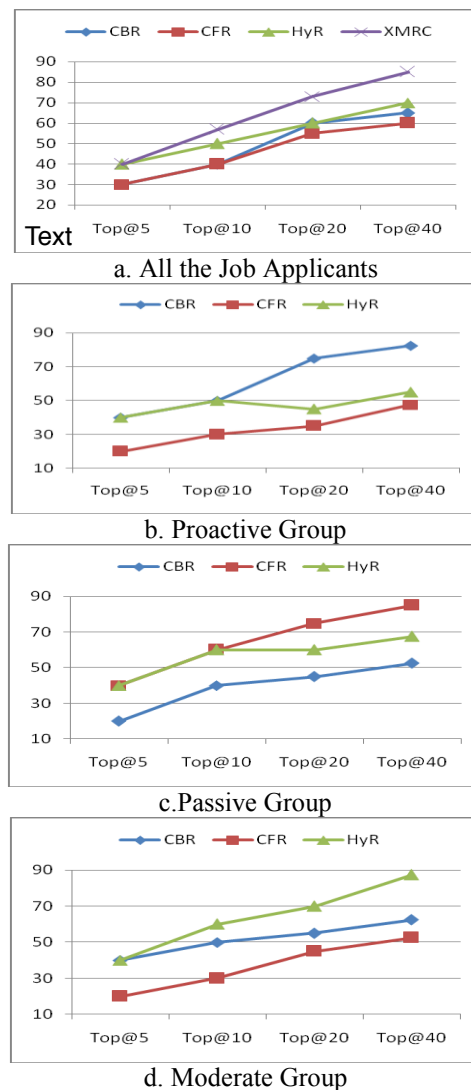 CBR CFR HyR XMRC
90
80
70
60
50
40
30
20
Text Top@5 Top@10 Top@20 Top@40
a. All the Job Applicants
CBR CFR HyR
90
70
50
30
10
Top@5 Top@10 Top@20 Top@40
b. Proactive Group
CBR CFR HyR
90
70
50
30
10
Top@5 Top@10 Top@20 Top@40
c.Passive Group
CBR CFR HyR
90
70
50
30
10
Top@5 Top@10 Top@20 Top@40
d. Moderate Group